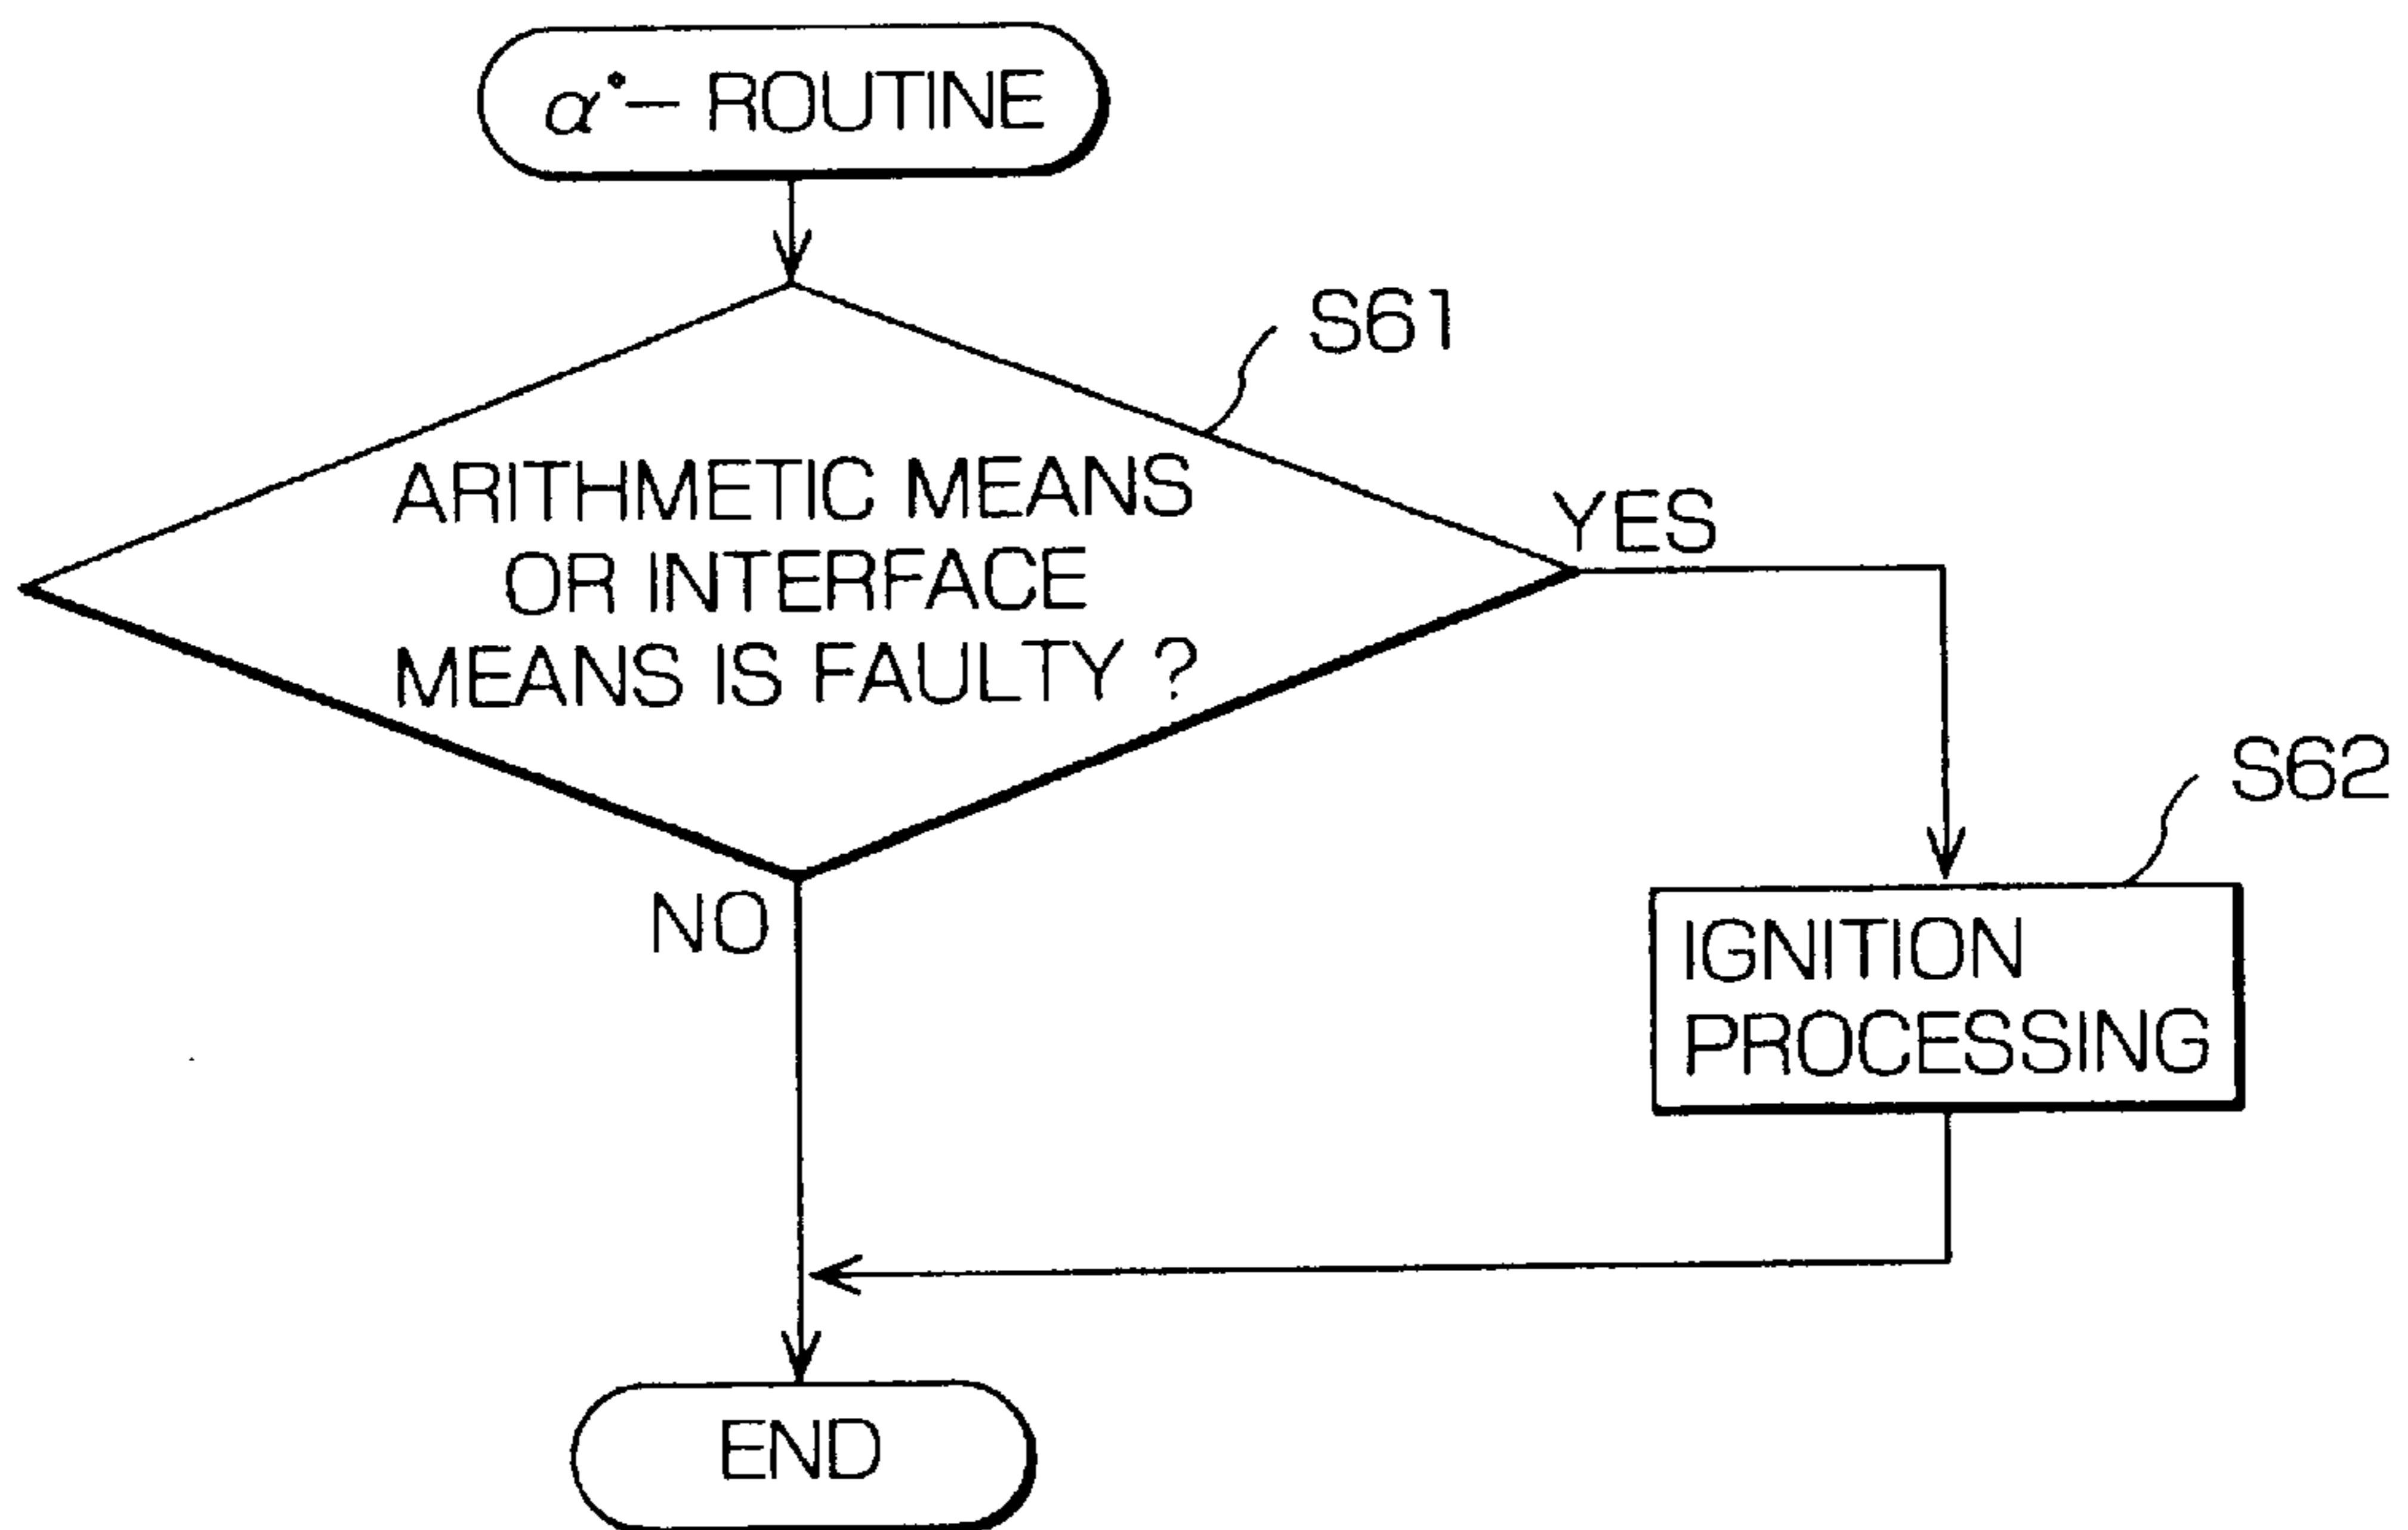 α°— ROUTINE
S61
ARITHMETIC MEANS
OR INTERFACE
MEANS IS FAULTY ?
YES
NO
S62
IGNITION
PROCESSING
END